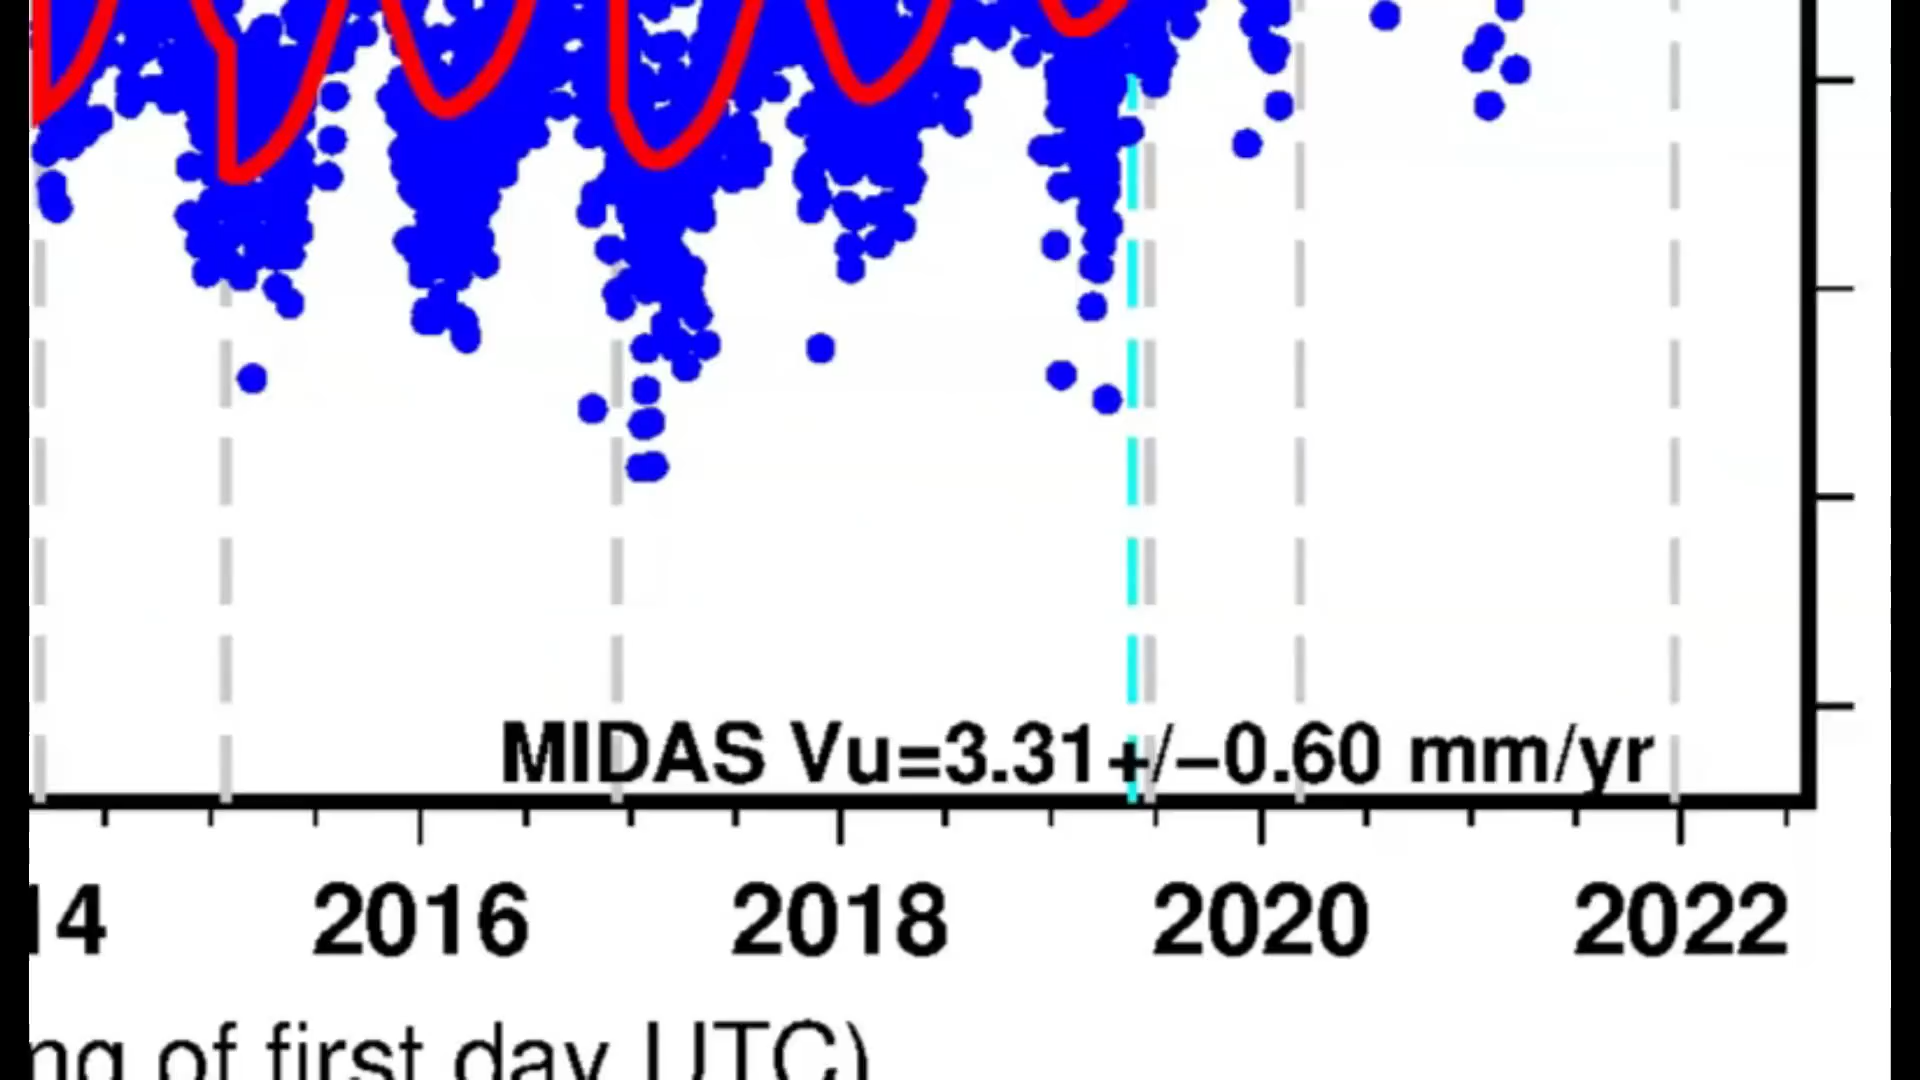 MIDAS Vu=3.31+/−0.60 mm/yr
14 2016 2018 2020 2022
ng of first day UTC)